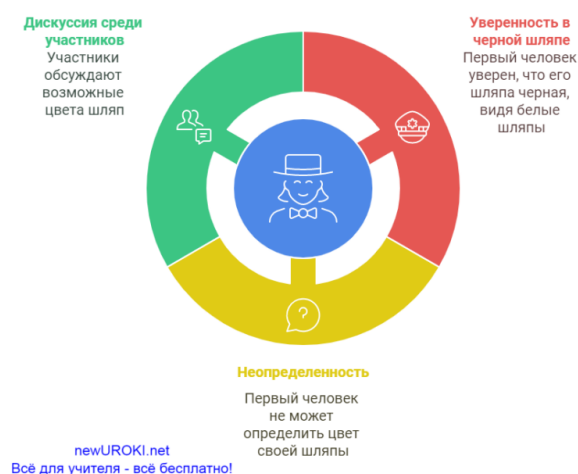 Дискуссия среди
участников
Участники
обсуждают
возможные
цвета шляп
Уверенность в
черной шляпе
Первый человек
уверен, что его
шляпа черная,
видя белые
шляпы
?
Неопределенность
Первый человек
не может
определить цвет
своей шляпы
newUROKI.net
Всё для учителя - всё бесплатно!